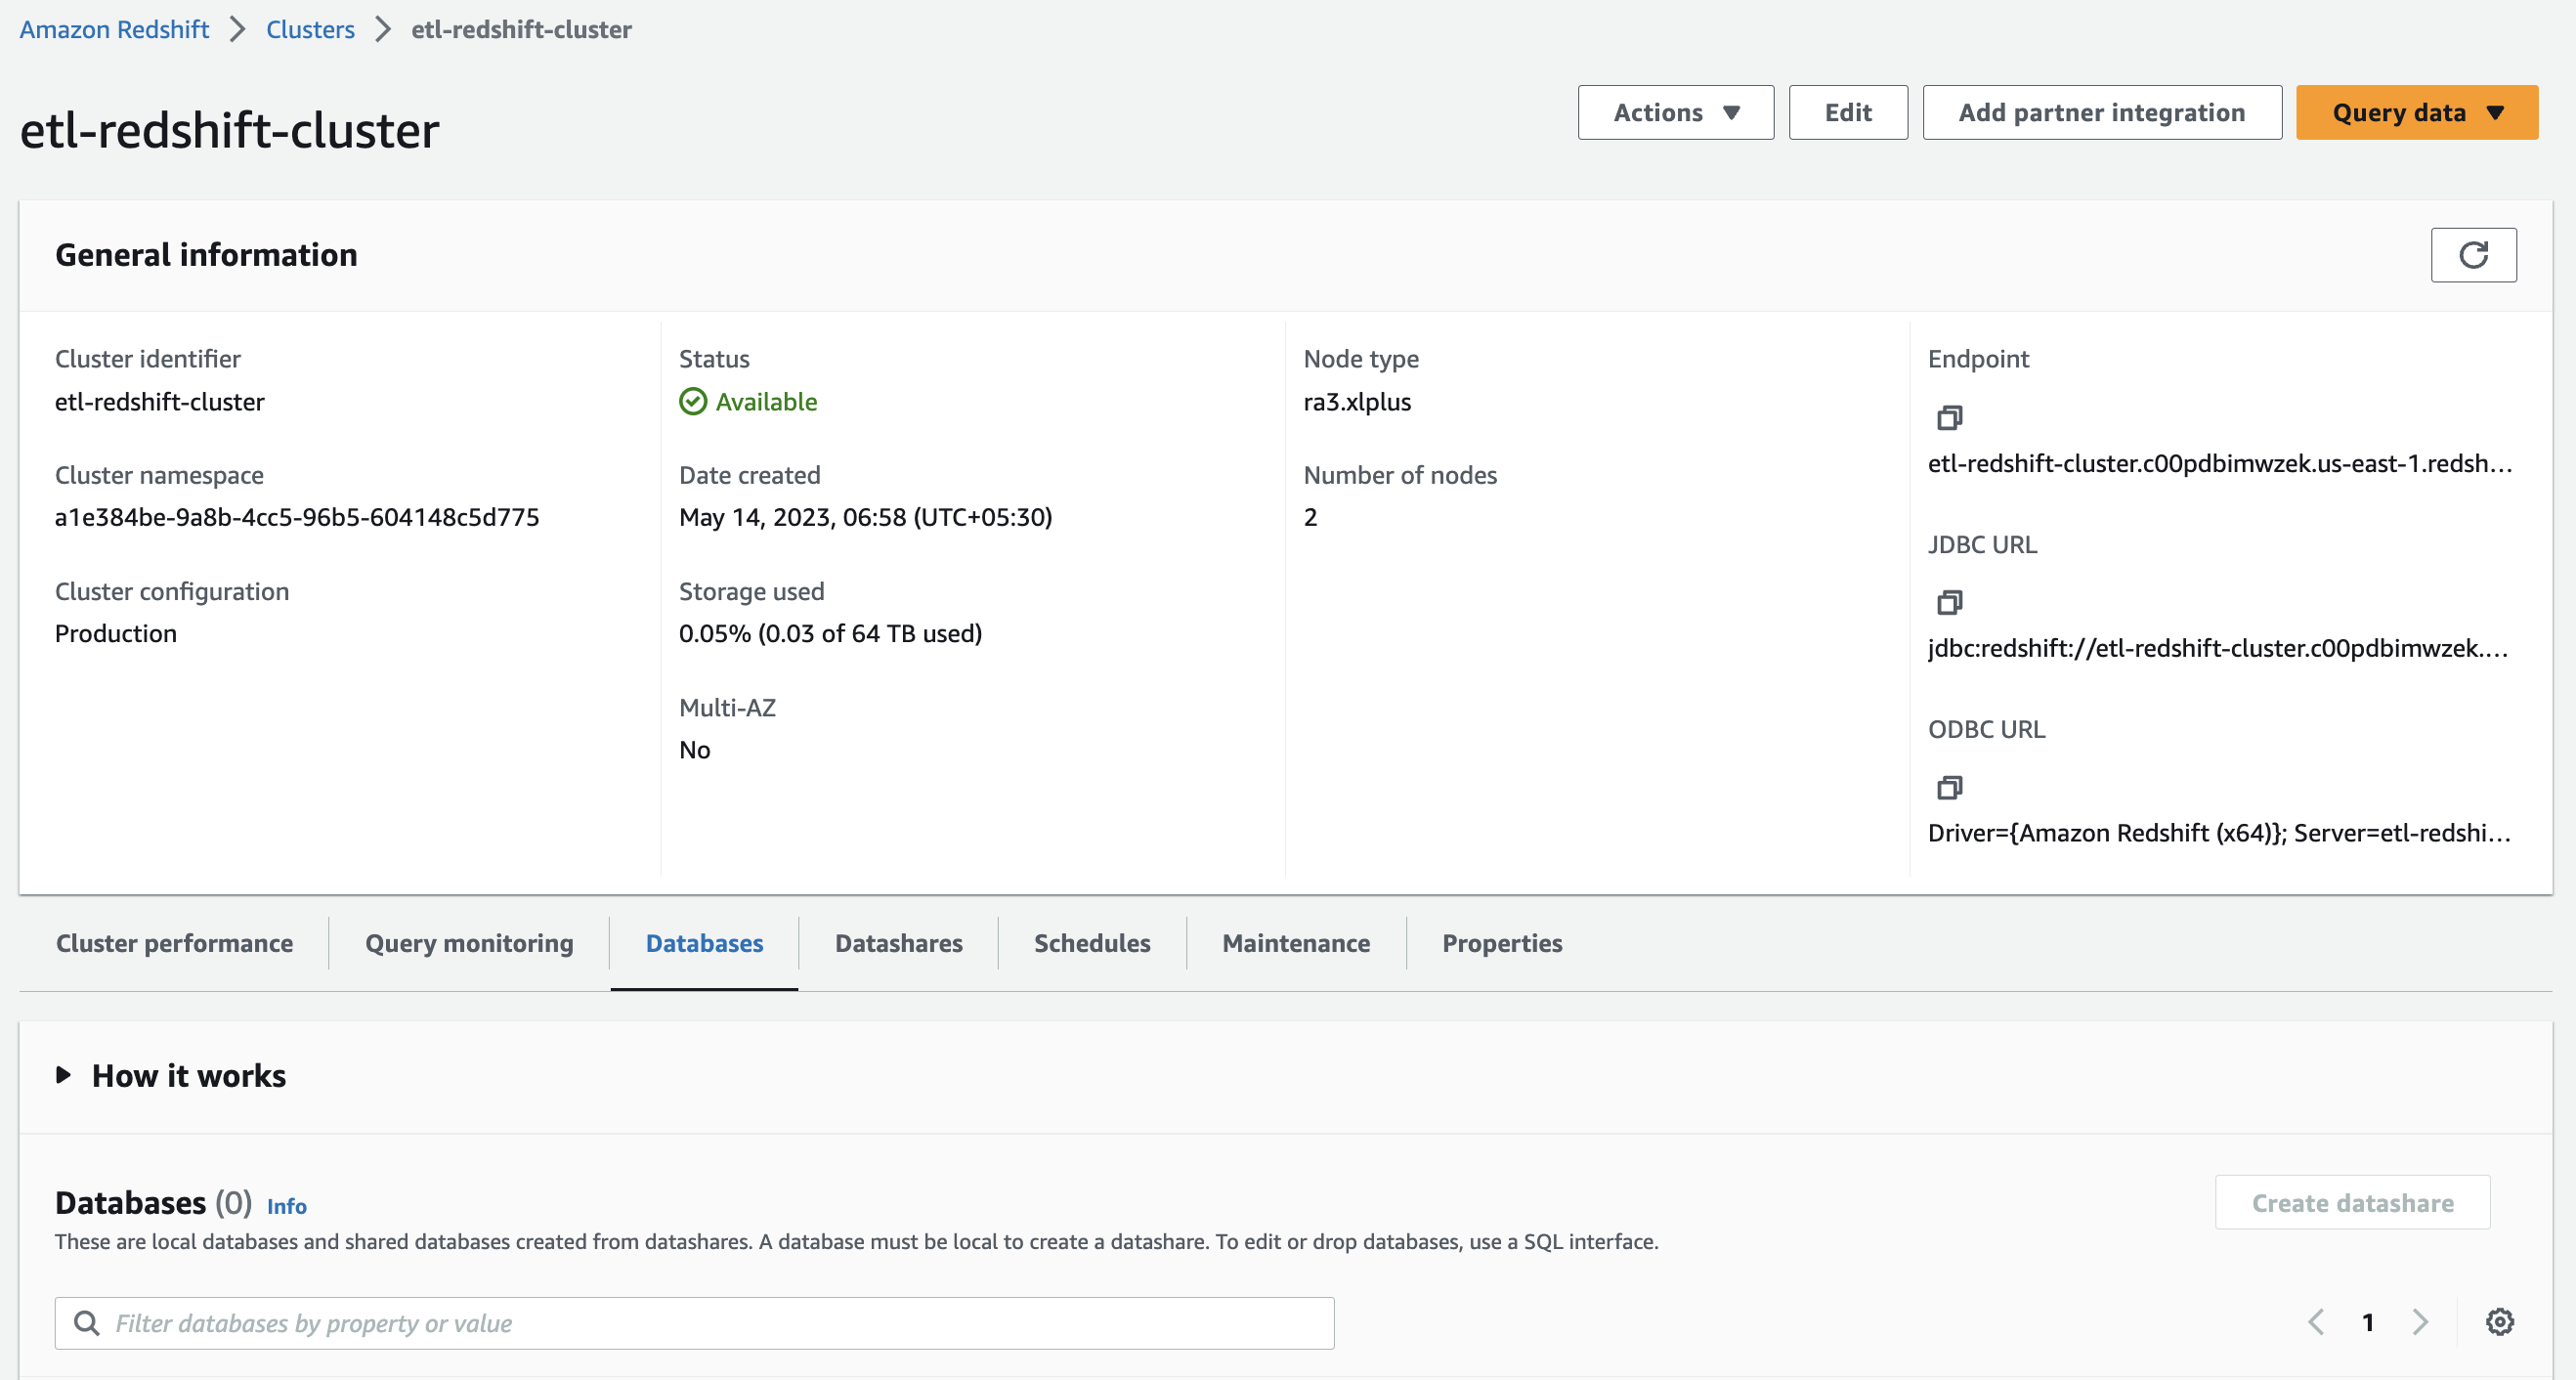 Amazon Redshift > Clusters > etl-redshift-cluster
etl-redshift-cluster
Actions
Edit
Add partner integration
Query data
General information
Cluster identifier
etl-redshift-cluster
Cluster namespace
a1e384be-9a8b-4cc5-96b5-604148c5d775
Cluster configuration
Production
Status
Available
Date created
May 14, 2023, 06:58 (UTC+05:30)
Storage used
0.05% (0.03 of 64 TB used)
Multi-AZ
No
Node type
ra3.xlplus
Number of nodes
2
Endpoint
etl-redshift-cluster.c00pdbimwzek.us-east-1.redsh...
JDBC URL
jdbc:redshift://etl-redshift-cluster.c00pdbimwzek....
ODBC URL
Driver={Amazon Redshift (x64)}; Server=etl-redshi...
Cluster performance
Query monitoring
Databases
Datashares
Schedules
Maintenance
Properties
How it works
Databases (0) Info
Create datashare
These are local databases and shared databases created from datashares. A database must be local to create a datashare. To edit or drop databases, use a SQL interface.
Filter databases by property or value
1